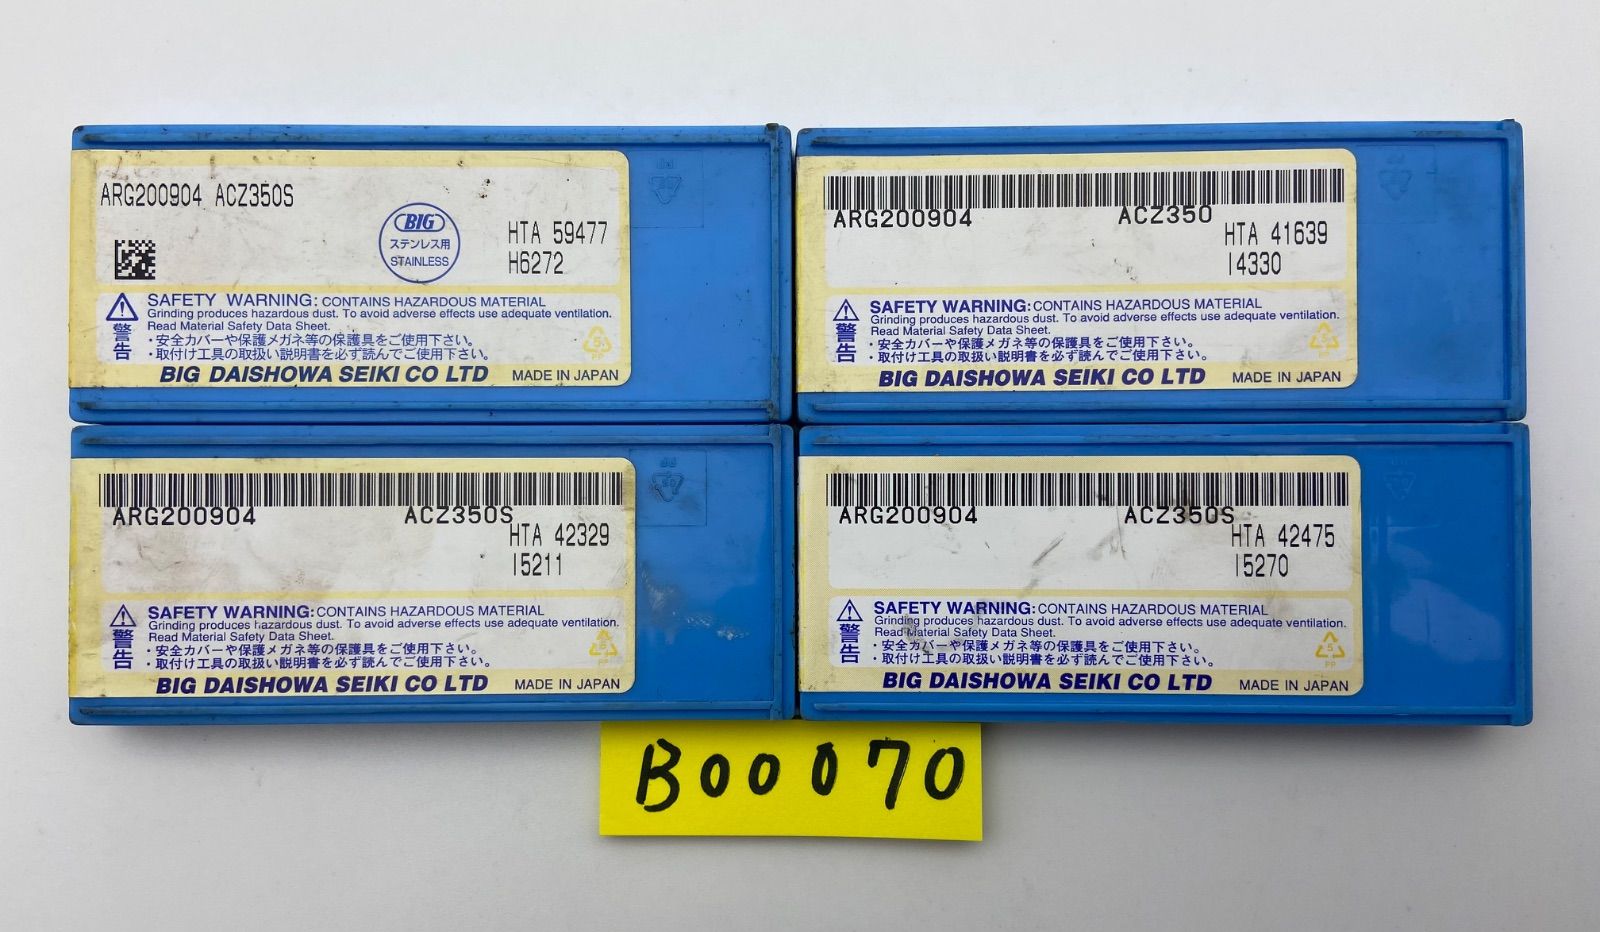 ARG200904 ACZ350S
BIG
ステンレス用
STAINLESS
HTA 59477
H6272
SAFETY WARNING: CONTAINS HAZARDOUS MATERIAL
Grinding produces hazardous dust. To avoid adverse effects use adequate ventilation.
Read Material Safety Data Sheet.
警告
・安全カバーや保護メガネ等の保護具をご使用下さい。
・取付け工具の取扱い説明書を必ず読んでご使用下さい。
5
PP
BIG DAISHOWA SEIKI CO LTD MADE IN JAPAN
ARG200904 ACZ350
HTA 41639
I4330
SAFETY WARNING: CONTAINS HAZARDOUS MATERIAL
Grinding produces hazardous dust. To avoid adverse effects use adequate ventilation.
Read Material Safety Data Sheet.
警告
・安全カバーや保護メガネ等の保護具をご使用下さい。
・取付け工具の取扱い説明書を必ず読んでご使用下さい。
5
PP
BIG DAISHOWA SEIKI CO LTD MADE IN JAPAN
ARG200904 ACZ350S
HTA 42329
I5211
SAFETY WARNING: CONTAINS HAZARDOUS MATERIAL
Grinding produces hazardous dust. To avoid adverse effects use adequate ventilation.
Read Material Safety Data Sheet.
警告
・安全カバーや保護メガネ等の保護具をご使用下さい。
・取付け工具の取扱い説明書を必ず読んでご使用下さい。
5
PP
BIG DAISHOWA SEIKI CO LTD MADE IN JAPAN
ARG200904 ACZ350S
HTA 42475
I5270
SAFETY WARNING: CONTAINS HAZARDOUS MATERIAL
Grinding produces hazardous dust. To avoid adverse effects use adequate ventilation.
Read Material Safety Data Sheet.
警告
・安全カバーや保護メガネ等の保護具をご使用下さい。
・取付け工具の取扱い説明書を必ず読んでご使用下さい。
5
PP
BIG DAISHOWA SEIKI CO LTD MADE IN JAPAN
B00070